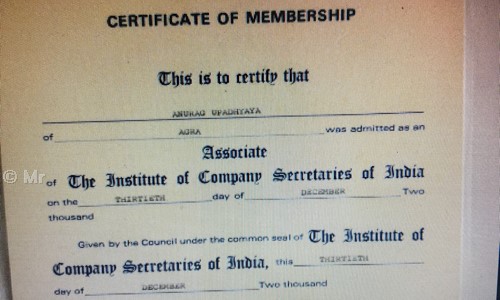 CERTIFICATE OF MEMBERSHIP
This is to certify that
ANURAG UPADHYAYA
of AGRA was admitted as an
Associate
of The Institute of Company Secretaries of India
on the THIRTIETH day of DECEMBER Two
thousand
Given by the Council under the common seal of The Institute of
Company Secretaries of India, this THIRTIETH
day of DECEMBER Two thousand
© Mr